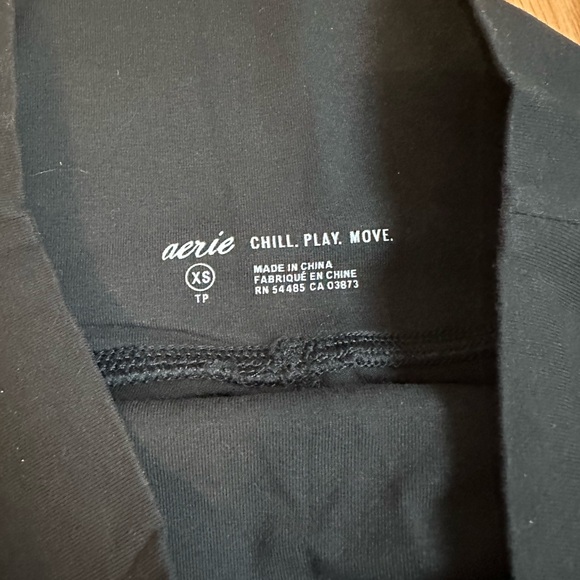 aerie CHILL. PLAY. MOVE.
XS
TP
MADE IN CHINA
FABRIQUÉ EN CHINE
RN 54485 CA 03873